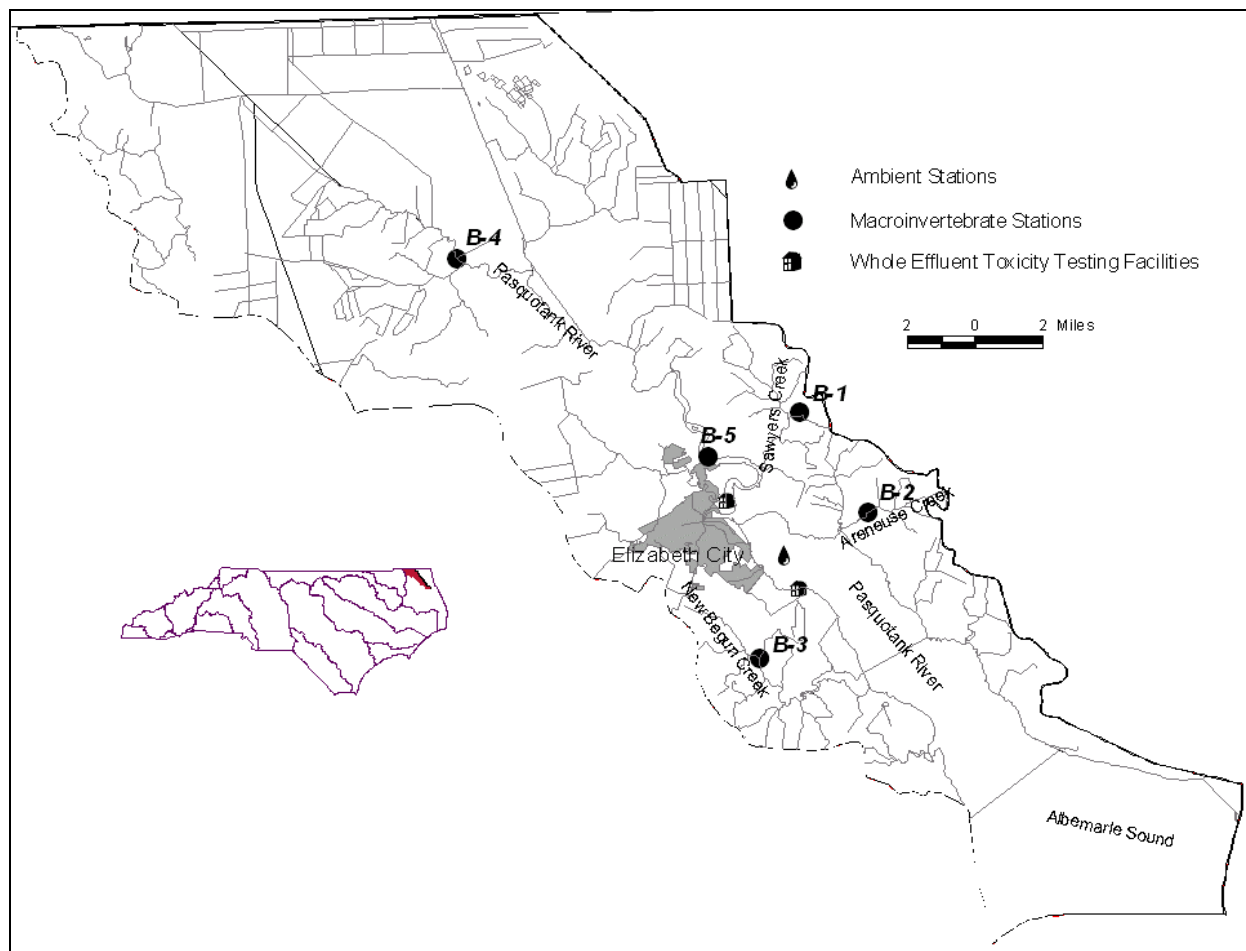 Ambient Stations
Macroinvertebrate Stations
B-4
Whole Effluent Toxicity Testing Facilities
Pasquotank River
2 0 2 Miles
B-1
Sawyers Creek
B-5
B-2
Areneuse Creek
Elizabeth City
Pasquotank River
New Begun Creek
B-3
Albemarle Sound